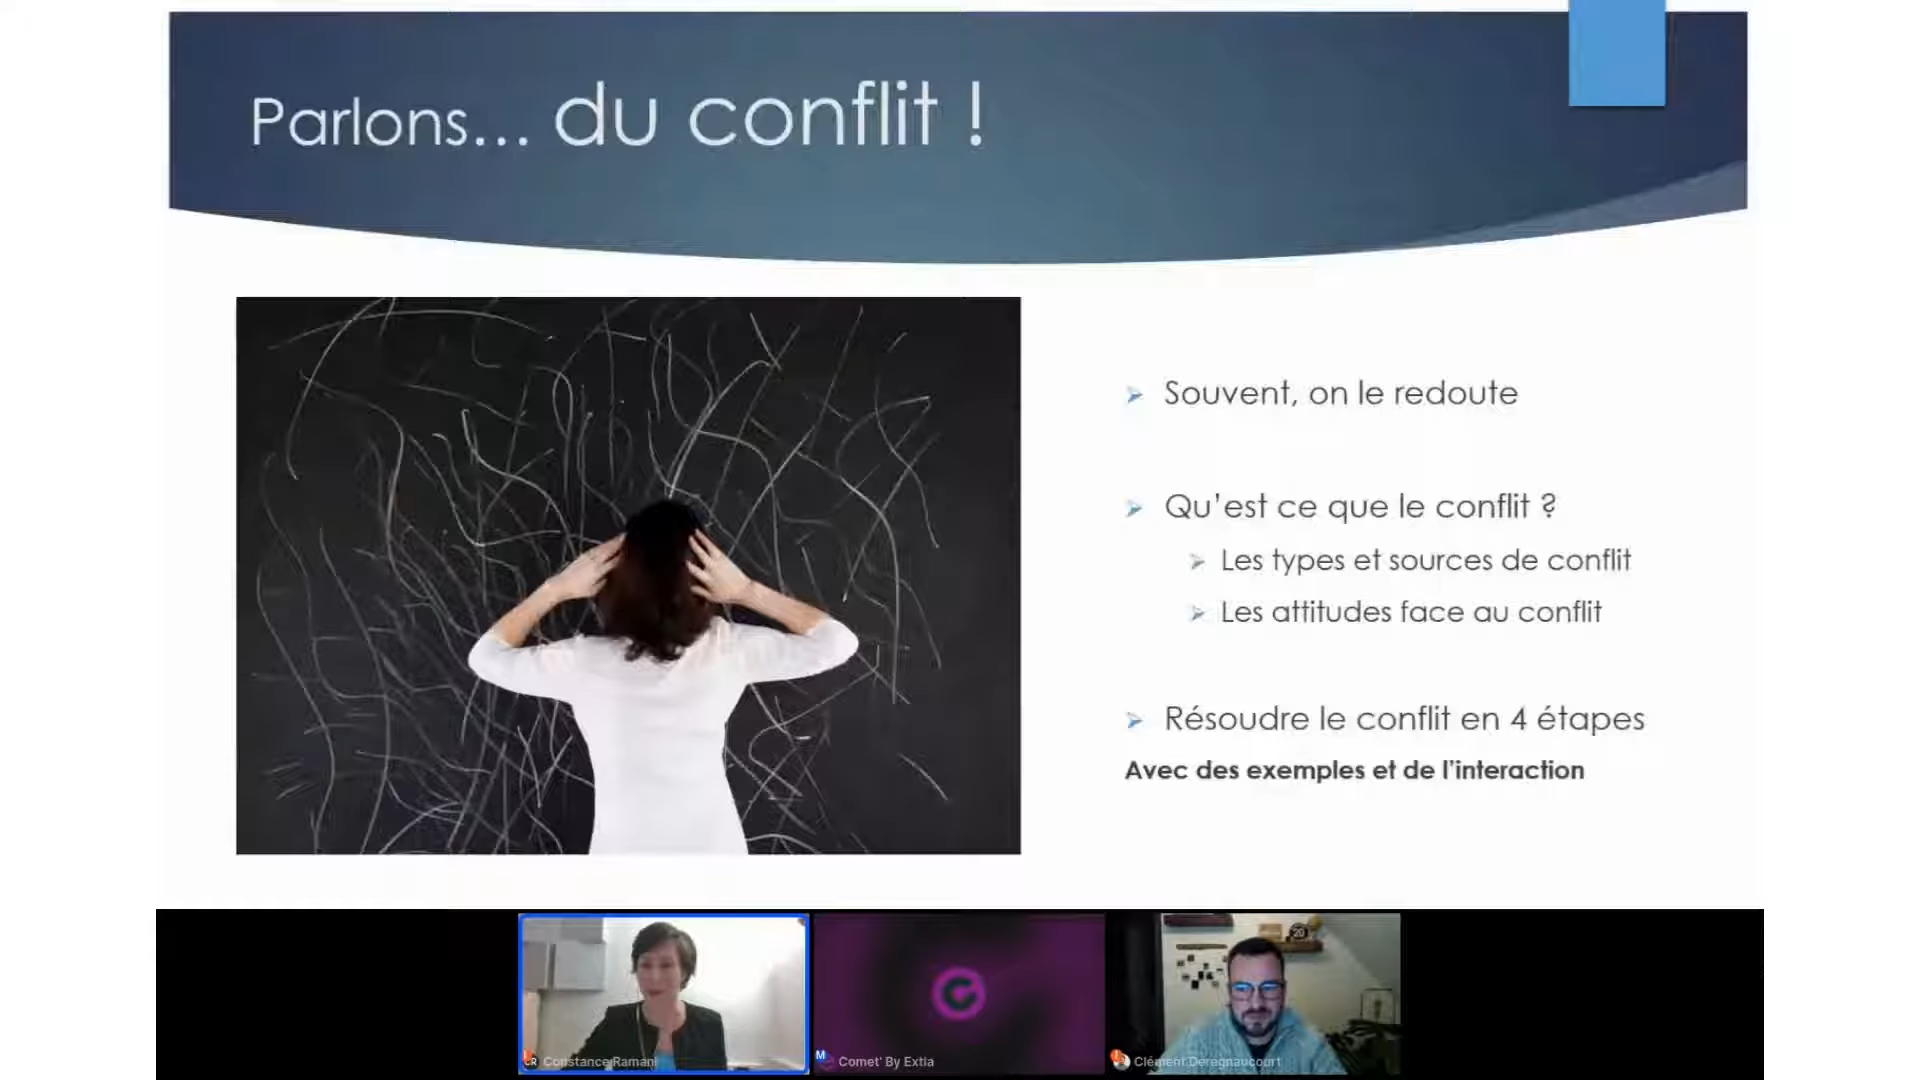 Parlons... du conflit !
Souvent, on le redoute
Qu'est ce que le conflit ?
Les types et sources de conflit
Les attitudes face au conflit
Résoudre le conflit en 4 étapes
Avec des exemples et de l'interaction
20
CR Constance Ramani
M Comet' By Extia
Clément Deregnaucourt